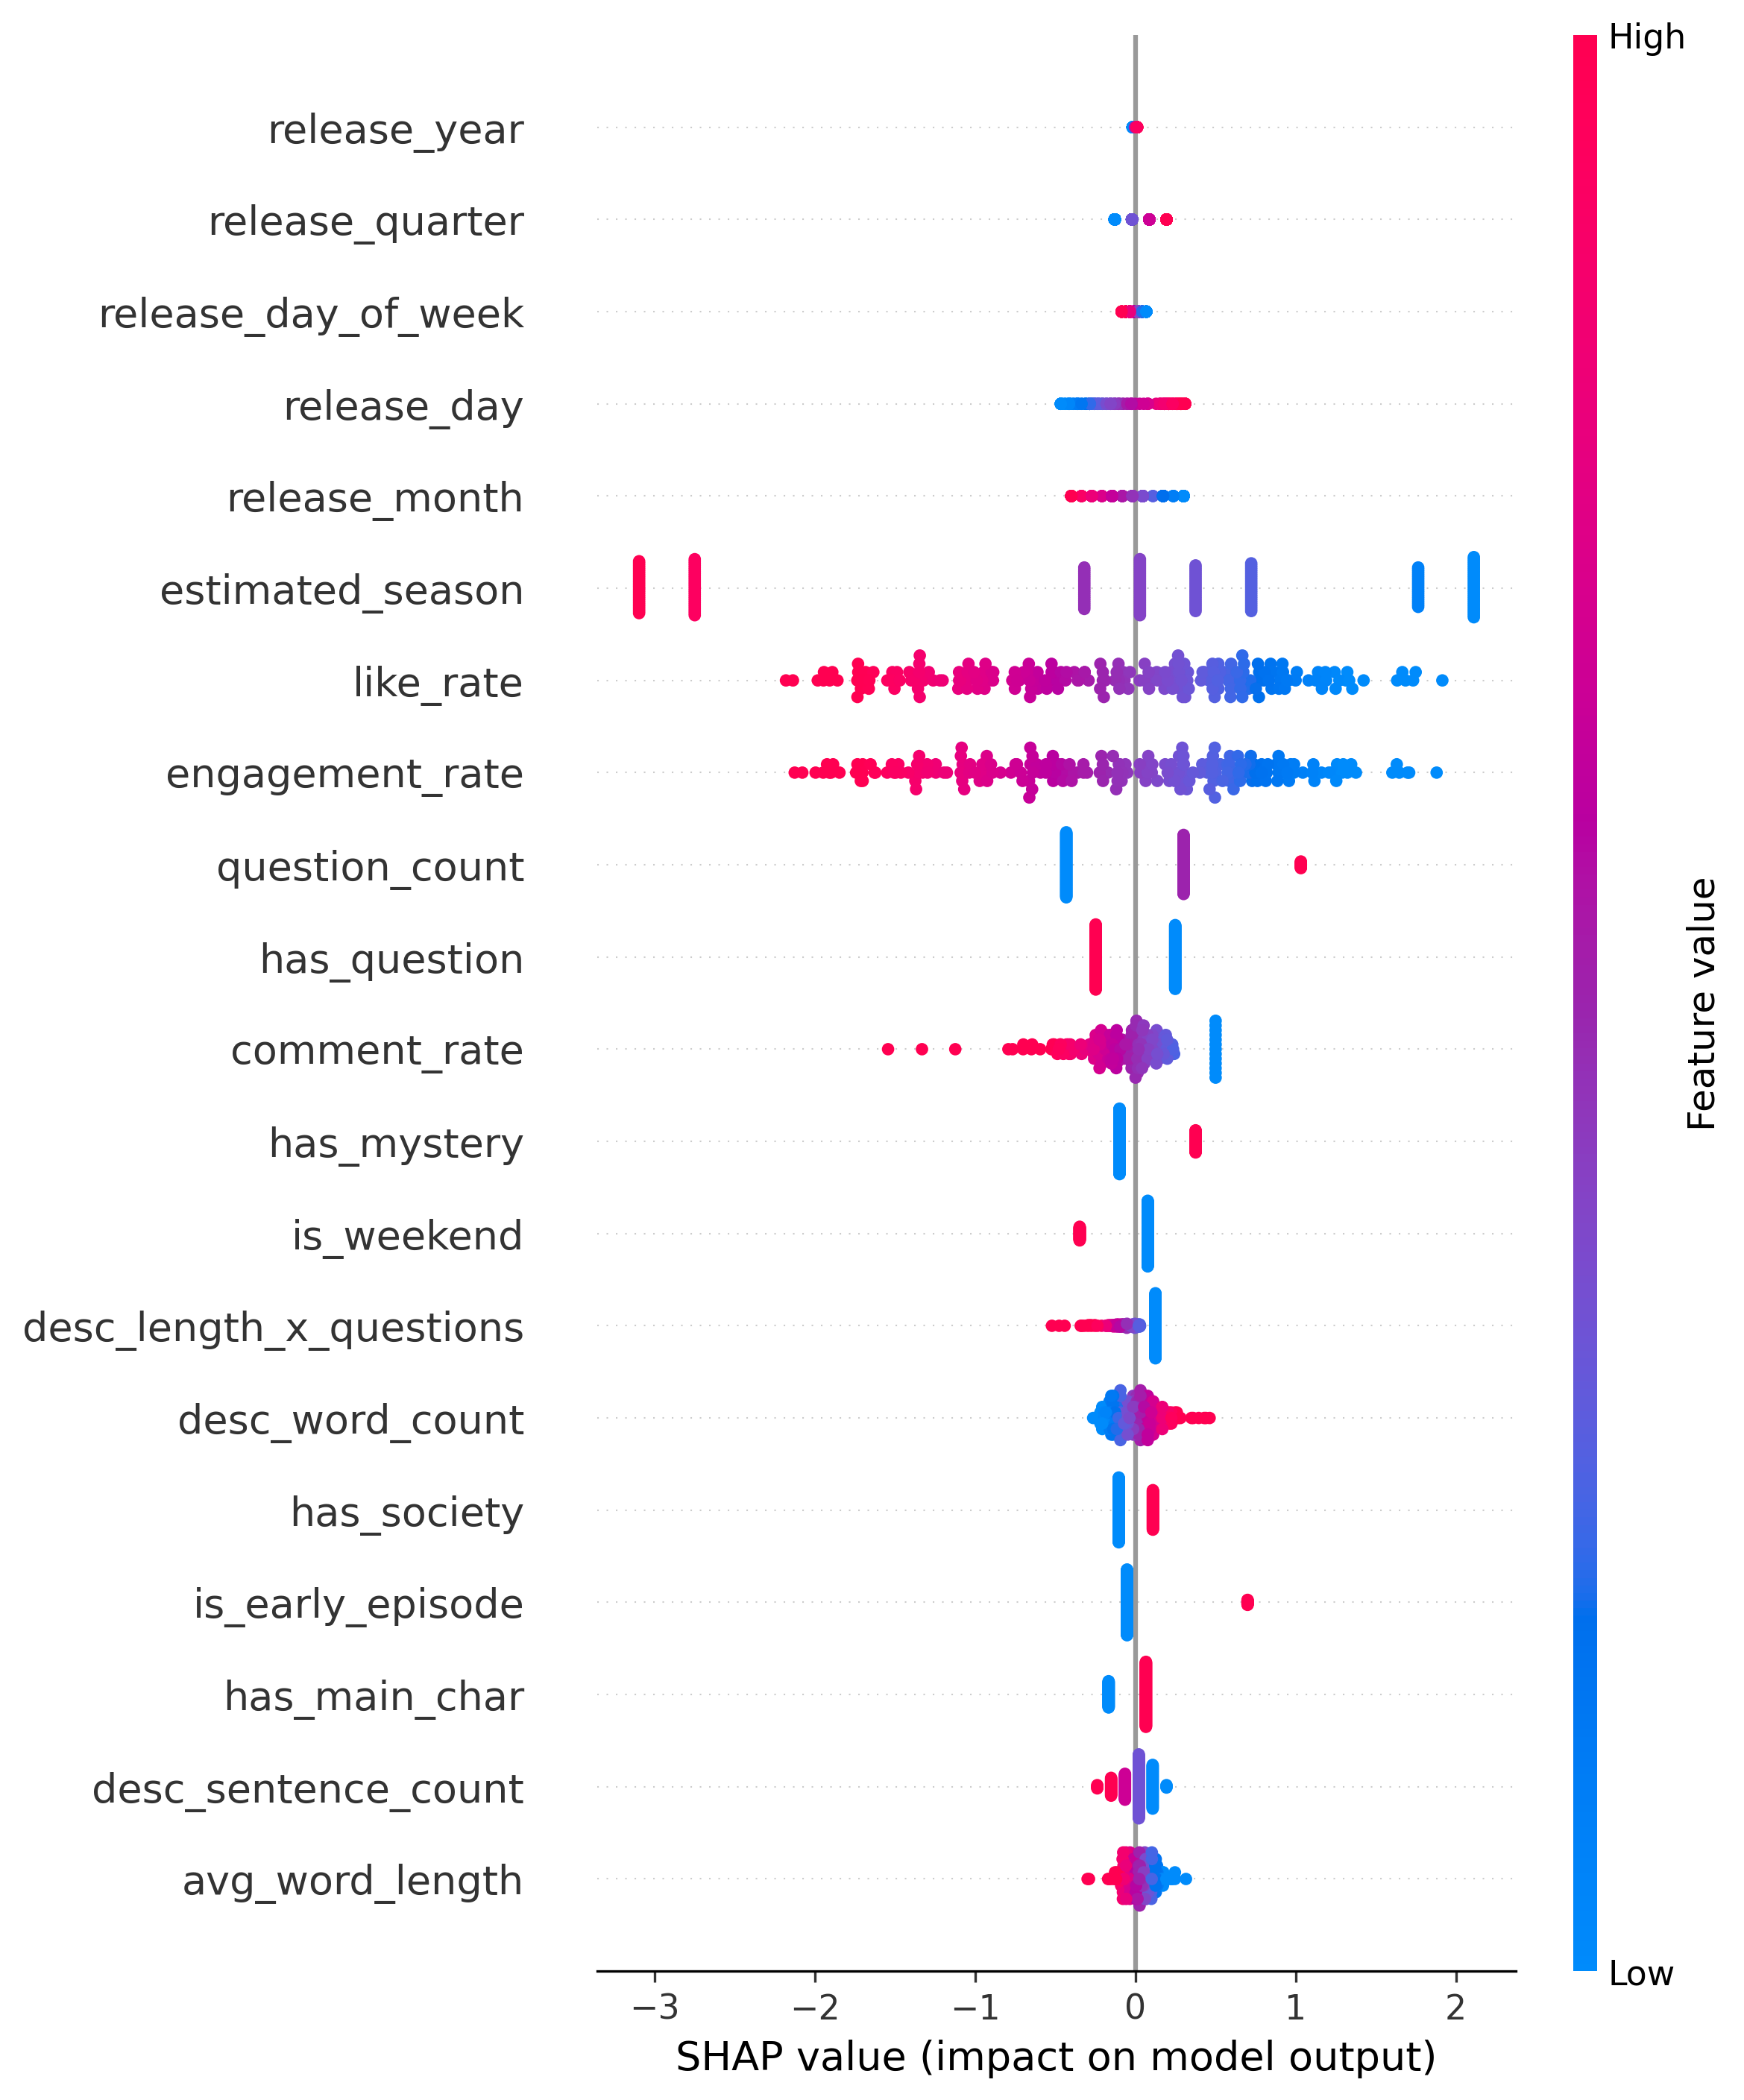 High
release_year
release_quarter
release_day_of_week
release_day
release_month
estimated_season
like_rate
engagement_rate
question_count
has_question
comment_rate
has_mystery
is_weekend
desc_length_x_questions
desc_word_count
has_society
is_early_episode
has_main_char
desc_sentence_count
avg_word_length
Feature value
Low
−3 −2 −1 0 1 2
SHAP value (impact on model output)